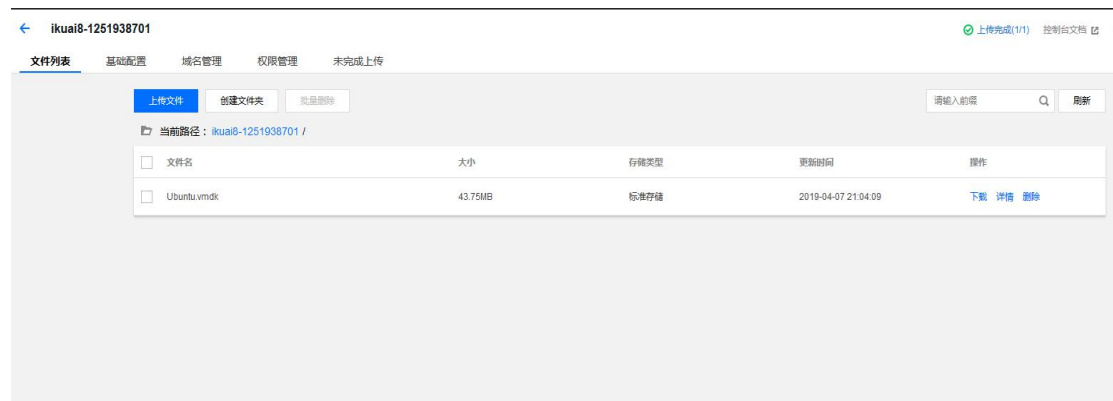 ikuai8-1251938701 上传完成(1/1) 控制台文档
文件列表 基础配置 域名管理 权限管理 未完成上传
上传文件 创建文件夹 批量删除 请输入前缀 刷新
当前路径： ikuai8-1251938701 /
文件名 大小 存储类型 更新时间 操作
Ubuntu.vmdk 43.75MB 标准存储 2019-04-07 21:04:09 下载 详情 删除